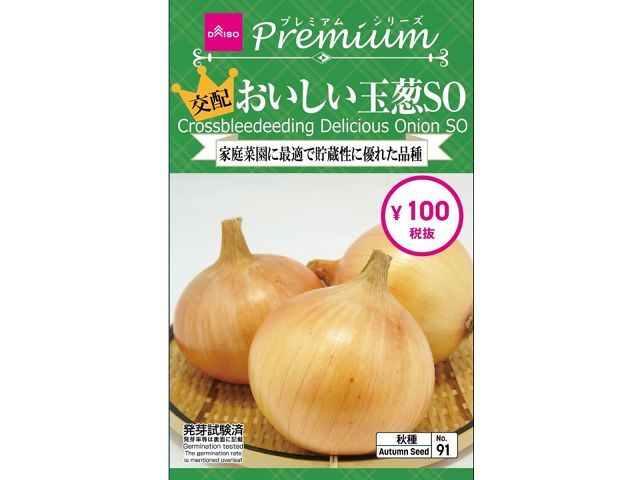 DAISO
プレミアム シリーズ
Premium
交配
おいしい玉葱SO
Crossbleedeeding Delicious Onion SO
家庭菜園に最適で貯蔵性に優れた品種
¥100
税抜
発芽試験済
発芽率等は裏面に記載
Germination tested
The germination rate
is mentioned overleaf.
秋種
Autumn Seed
No.
91